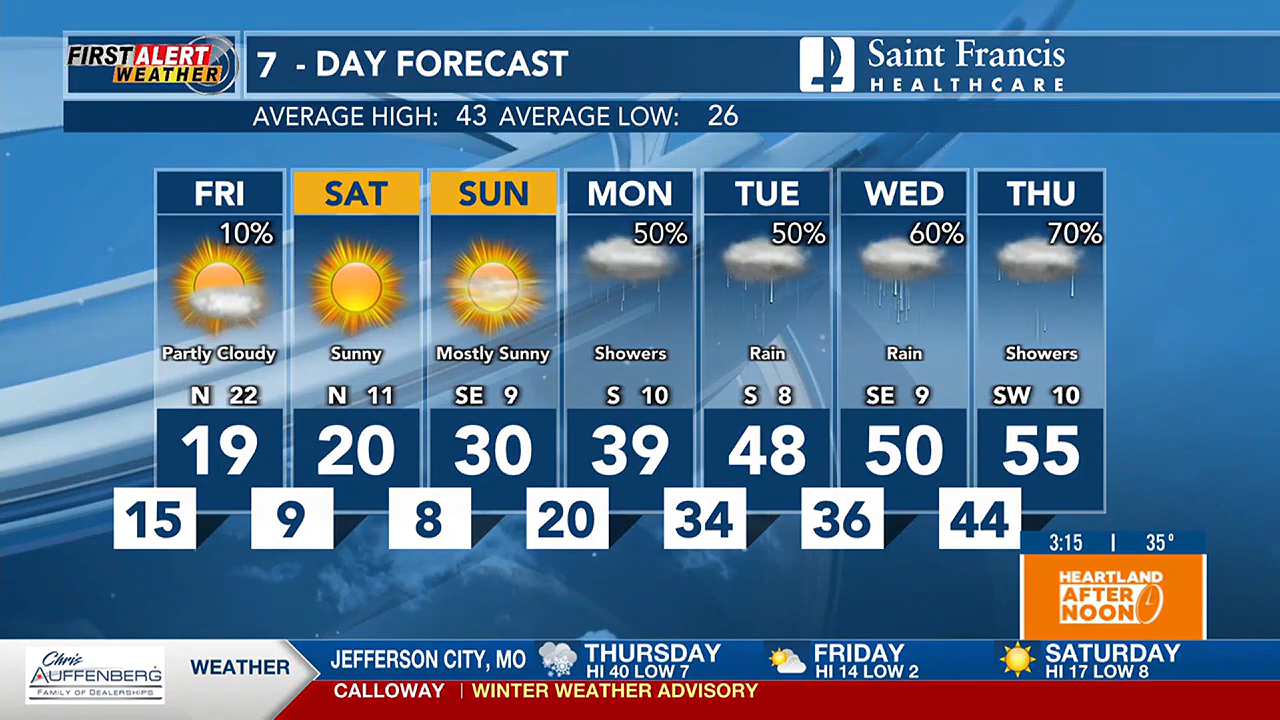 FIRST ALERT
WEATHER
7 - DAY FORECAST
Saint Francis
HEALTHCARE
AVERAGE HIGH: 43 AVERAGE LOW: 26
FRI SAT SUN MON TUE WED THU
10% 50% 50% 60% 70%
Partly Cloudy Sunny Mostly Sunny Showers Rain Rain Showers
N 22 N 11 SE 9 S 10 S 8 SE 9 SW 10
19 20 30 39 48 50 55
15 9 8 20 34 36 44
3:15 | 35°
HEARTLAND
AFTER
NOON
Chris
AUFFENBERG
FAMILY OF DEALERSHIPS
WEATHER
JEFFERSON CITY, MO
THURSDAY
HI 40 LOW 7
FRIDAY
HI 14 LOW 2
SATURDAY
HI 17 LOW 8
CALLOWAY | WINTER WEATHER ADVISORY